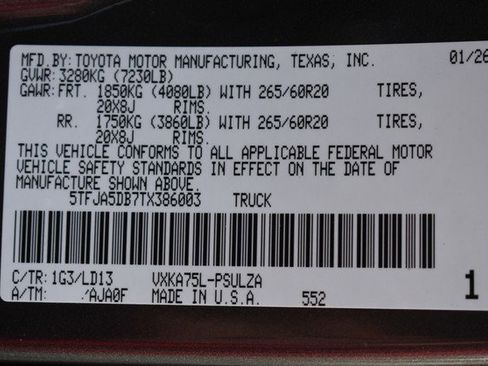 MFD.BY: TOYOTA MOTOR MANUFACTURING, TEXAS, INC. 01/26
GVWR: 3280KG (7230LB)
GAWR: FRT. 1850KG (4080LB) WITH 265/60R20 TIRES,
20X8J RIMS.
RR. 1750KG (3860LB) WITH 265/60R20 TIRES,
20X8J RIMS.
THIS VEHICLE CONFORMS TO ALL APPLICABLE FEDERAL MOTOR
VEHICLE SAFETY STANDARDS IN EFFECT ON THE DATE OF
MANUFACTURE SHOWN ABOVE.
5TFJA5DB7TX386003 TRUCK
C/TR: 1G3/LD13 VXKA75L-PSULZA
A/TM: /AJA0F MADE IN U.S.A. 552 1